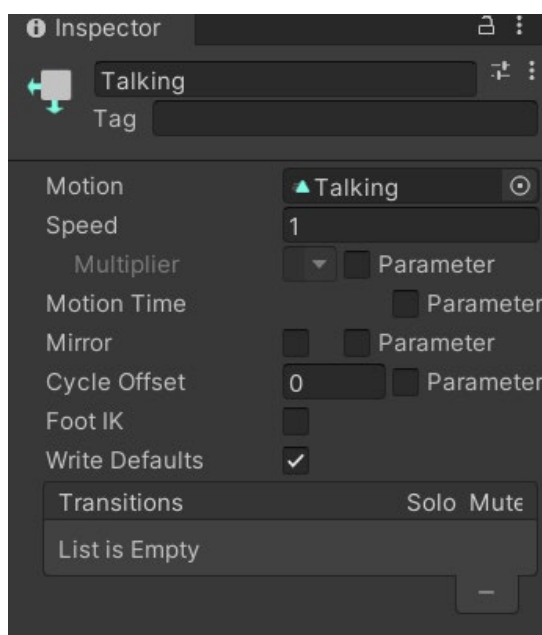 Inspector
Talking
Tag
Motion Talking
Speed 1
Multiplier Parameter
Motion Time Parameter
Mirror Parameter
Cycle Offset 0 Parameter
Foot IK
Write Defaults
Transitions Solo Mute
List is Empty